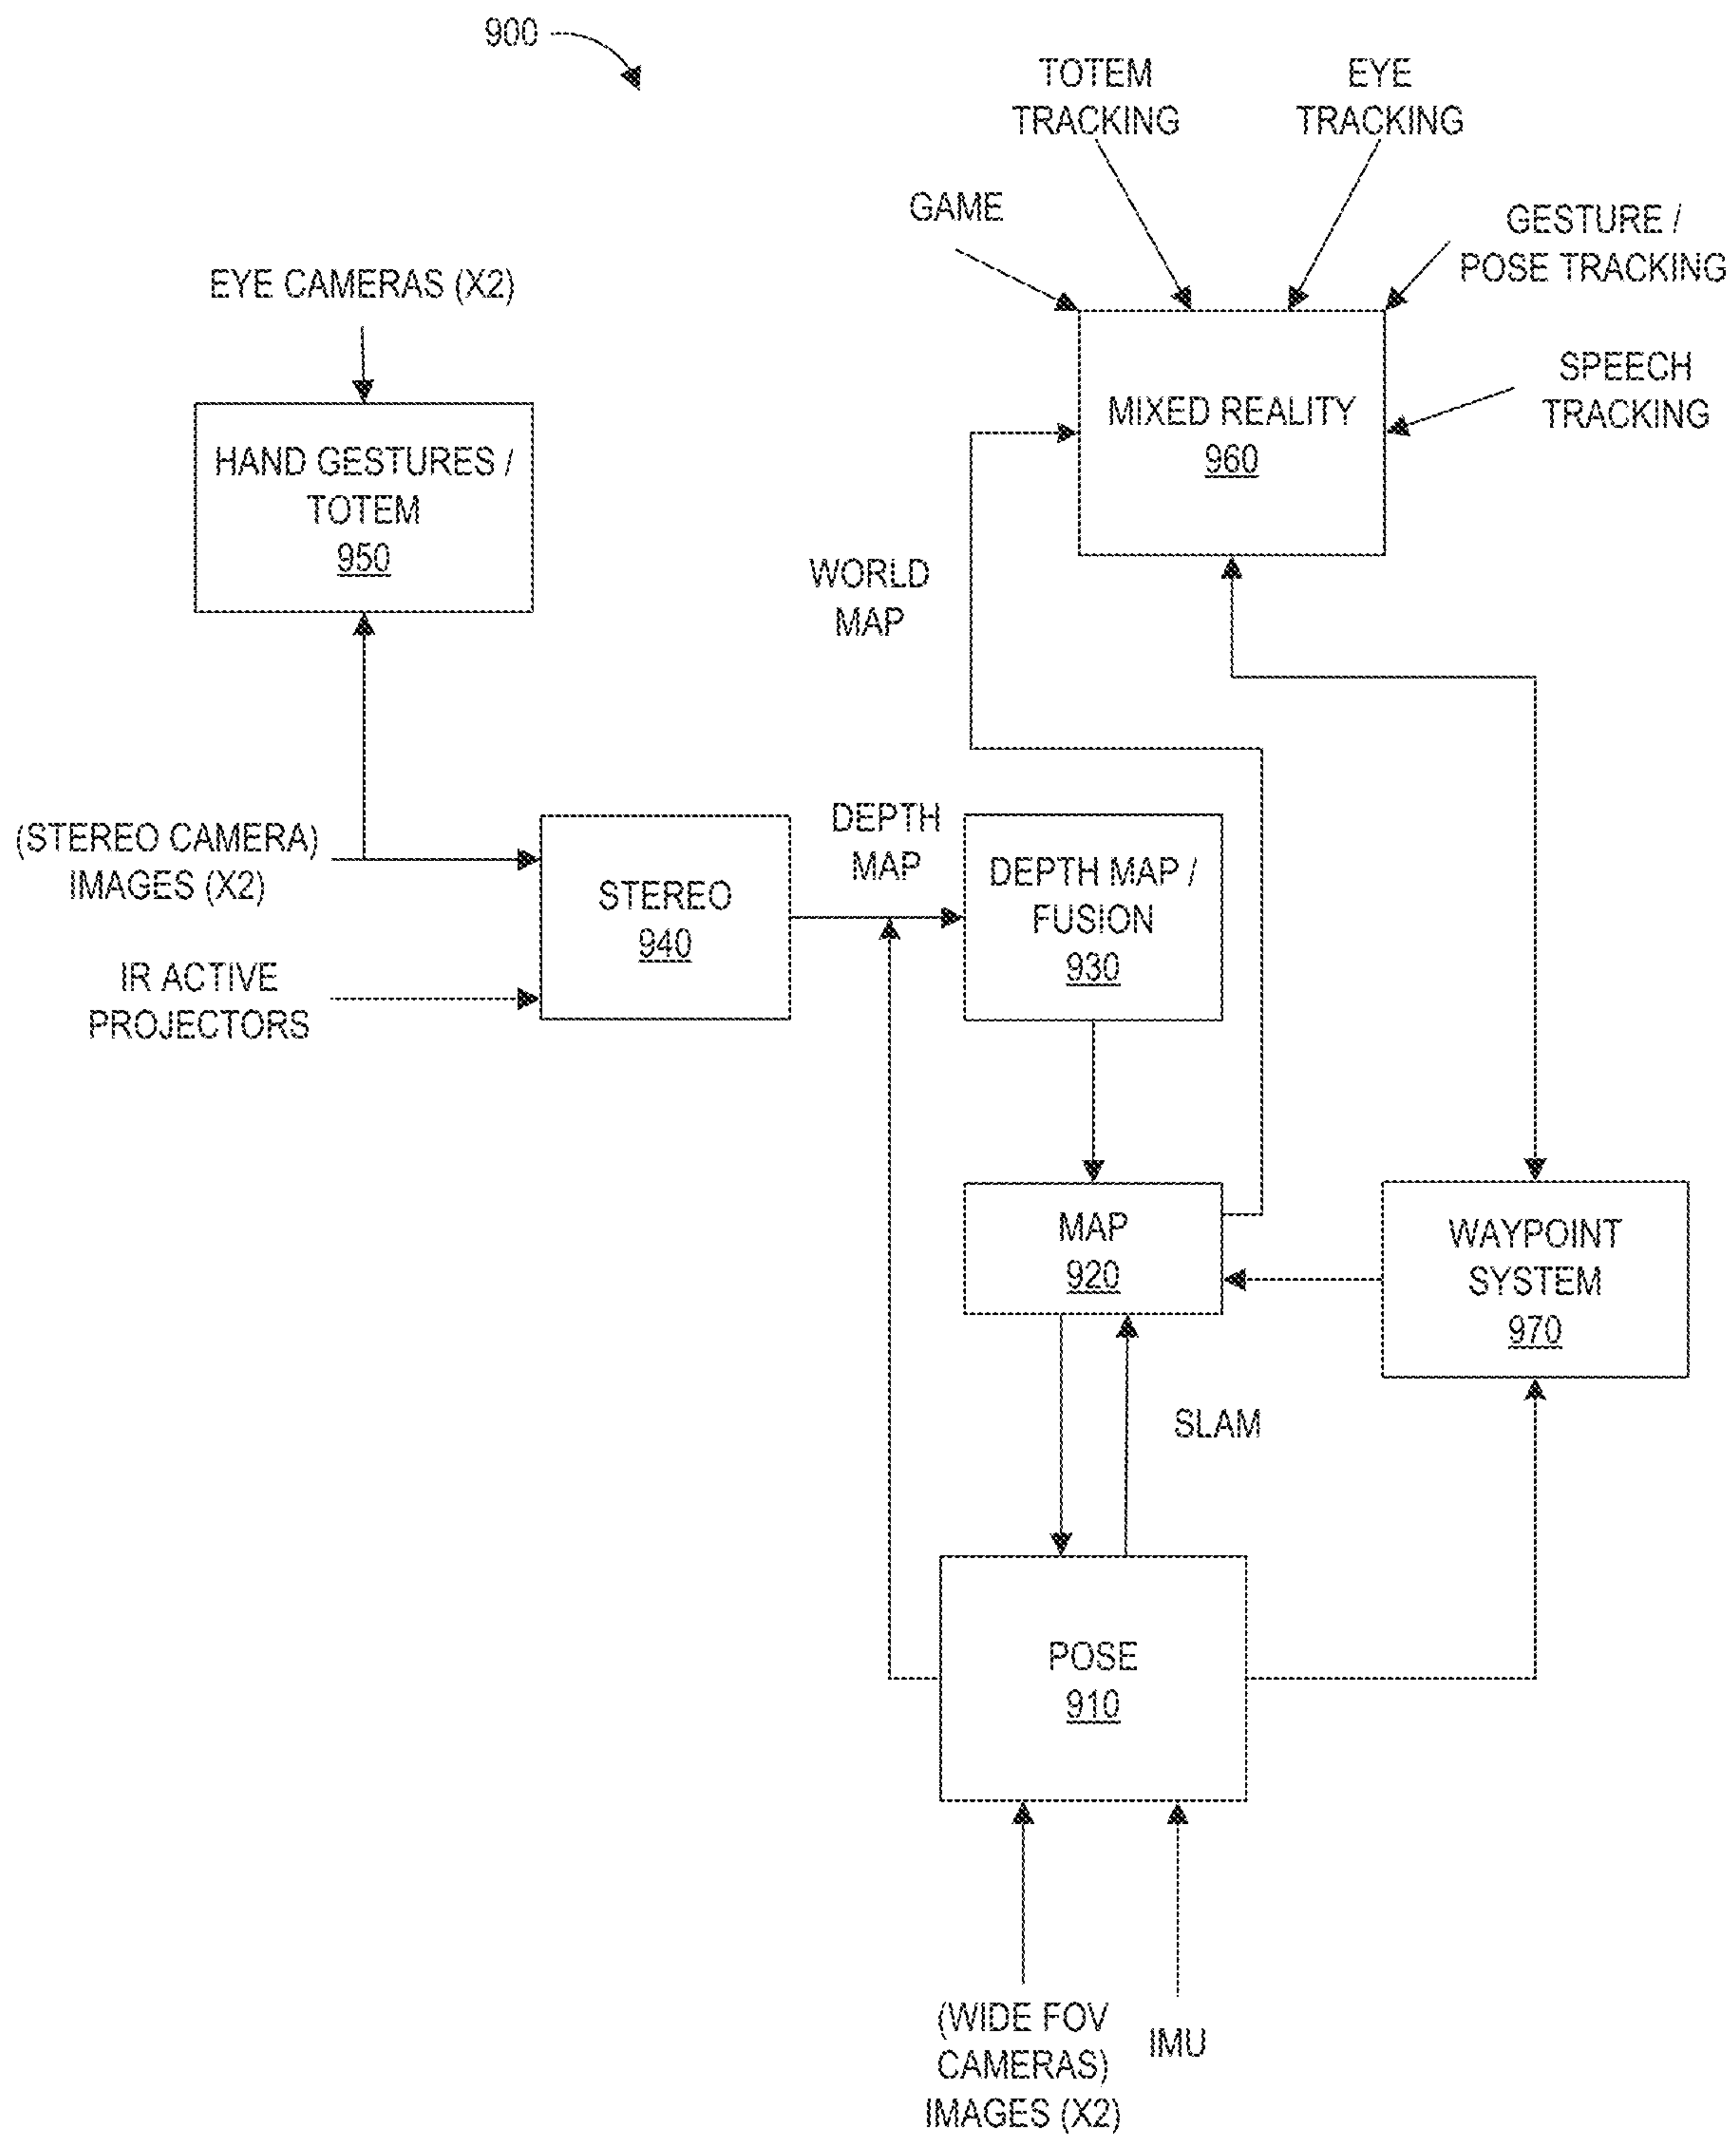 900
TOTEM
TRACKING
EYE
TRACKING
GAME
GESTURE /
POSE TRACKING
EYE CAMERAS (X2)
SPEECH
TRACKING
MIXED REALITY
960
HAND GESTURES /
TOTEM
950
WORLD
MAP
(STEREO CAMERA)
IMAGES (X2)
STEREO
940
DEPTH
MAP
DEPTH MAP /
FUSION
930
IR ACTIVE
PROJECTORS
MAP
920
WAYPOINT
SYSTEM
970
SLAM
POSE
910
(WIDE FOV
CAMERAS)
IMAGES (X2)
IMU